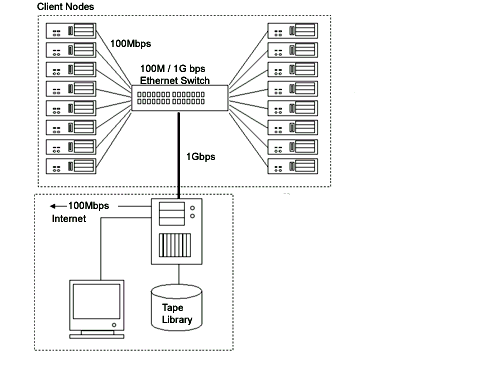 Client Nodes
100Mbps
100M / 1G bps
Ethernet Switch
1Gbps
100Mbps
Internet
Tape
Library